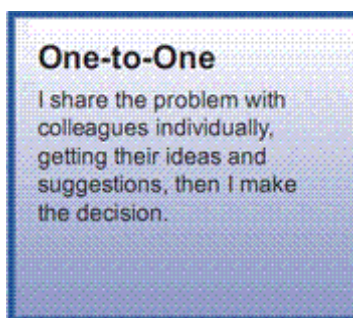 One-to-One
I share the problem with
colleagues individually,
getting their ideas and
suggestions, then I make
the decision.